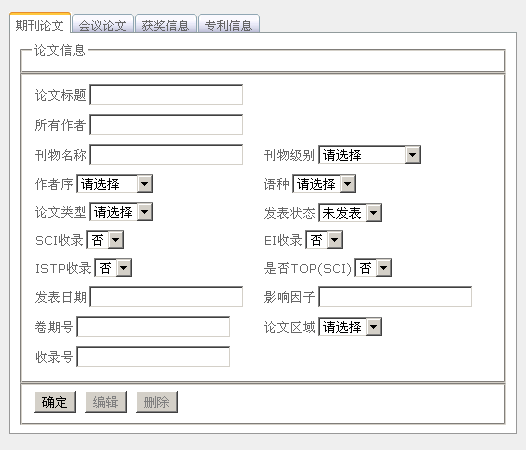 期刊论文 会议论文 获奖信息 专利信息
论文信息
论文标题
所有作者
刊物名称 刊物级别 请选择
作者序 请选择 语种 请选择
论文类型 请选择 发表状态 未发表
SCI收录 否 EI收录 否
ISTP收录 否 是否TOP(SCI) 否
发表日期 影响因子
卷期号 论文区域 请选择
收录号
确定 编辑 删除